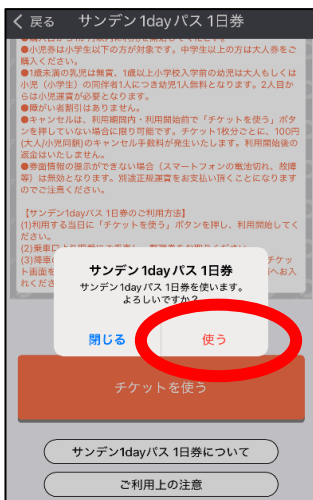 戻る サンデン1dayパス 1日券
●小児券は小学生以下の方が対象です。中学生以上の方は大人券をご
購入ください。
●1歳未満の乳児は無賃、1歳以上小学校入学前の幼児は大人もしくは
小児（小学生）の同伴者1人につき幼児1人無料となります。2人目か
らは小児運賃が必要となります。
●障がい者割引はありません。
●キャンセルは、利用期間内・利用開始前で「チケットを使う」ボタ
ンを押していない場合に限り可能です。チケット1枚分ごとに、100円
(大人/小児同額)のキャンセル手数料が発生いたします。利用開始後の
返金はいたしません。
●券面情報の提示ができない場合（スマートフォンの電池切れ、故障
等）は無効となります。別途正規運賃をお支払い頂くことになります
のでご注意ください。
【サンデン1dayパス 1日券のご利用方法】
(1)利用する当日に「チケットを使う」ボタンを押し、利用開始してく
ださい。
(2)乗車口
(3)降車 チケッ
ト画面を へお入
れくださ
サンデン1dayパス 1日券
サンデン1dayパス 1日券を使います。
よろしいですか？
閉じる 使う
チケットを使う
サンデン1dayパス 1日券について
ご利用上の注意